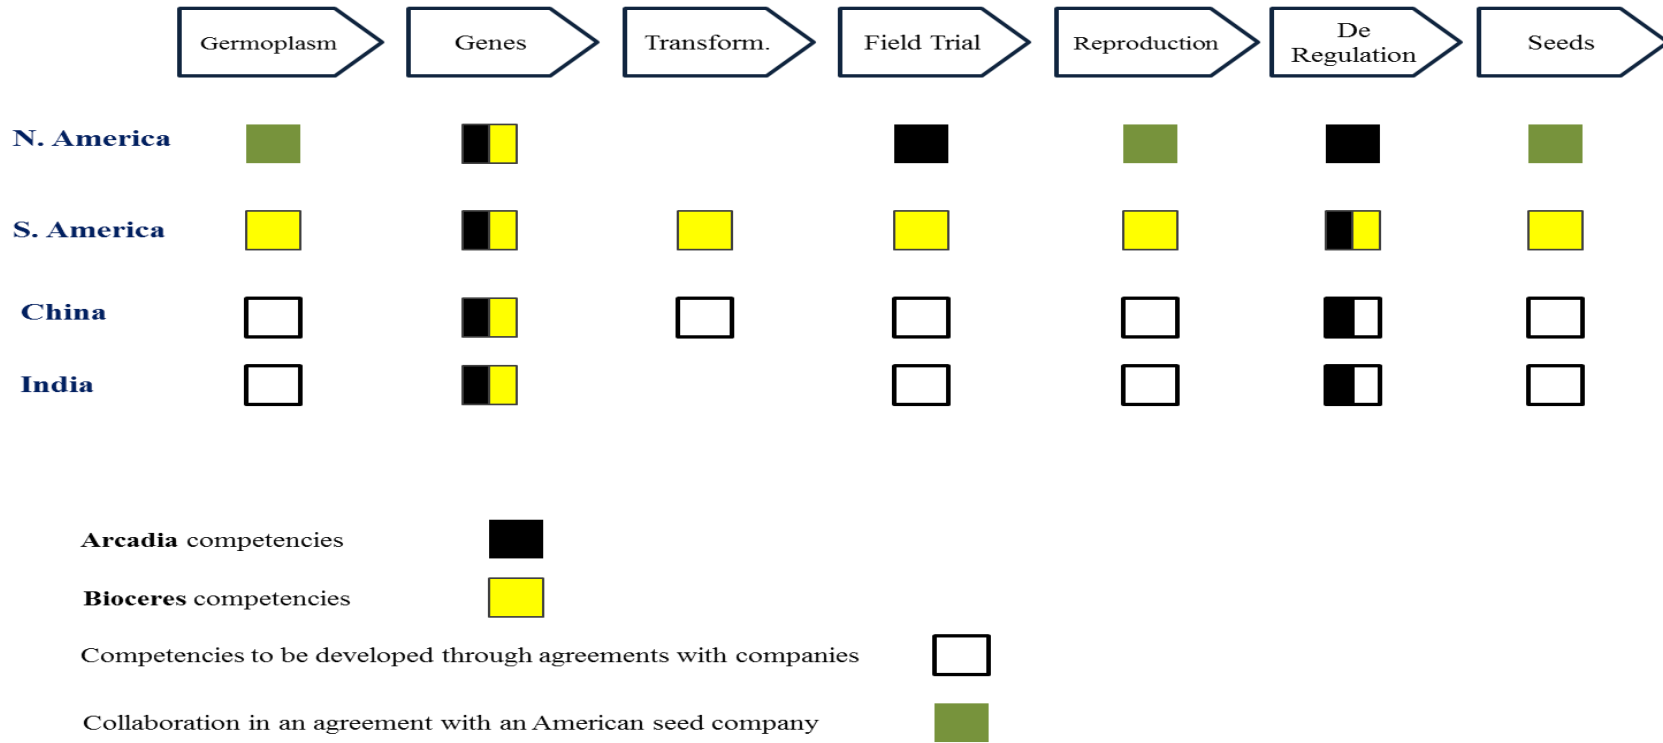 Germoplasm
Genes
Transform.
Field Trial
Reproduction
De
Regulation
Seeds
N. America
S. America
China
India
Arcadia competencies
Bioceres competencies
Competencies to be developed through agreements with companies
Collaboration in an agreement with an American seed company